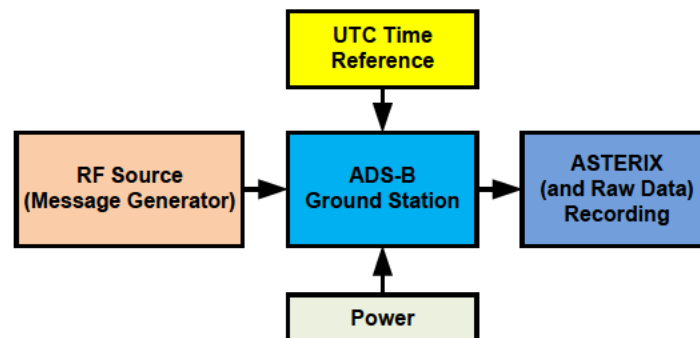 UTC Time
Reference
RF Source
(Message Generator)
ADS-B
Ground Station
ASTERIX
(and Raw Data)
Recording
Power